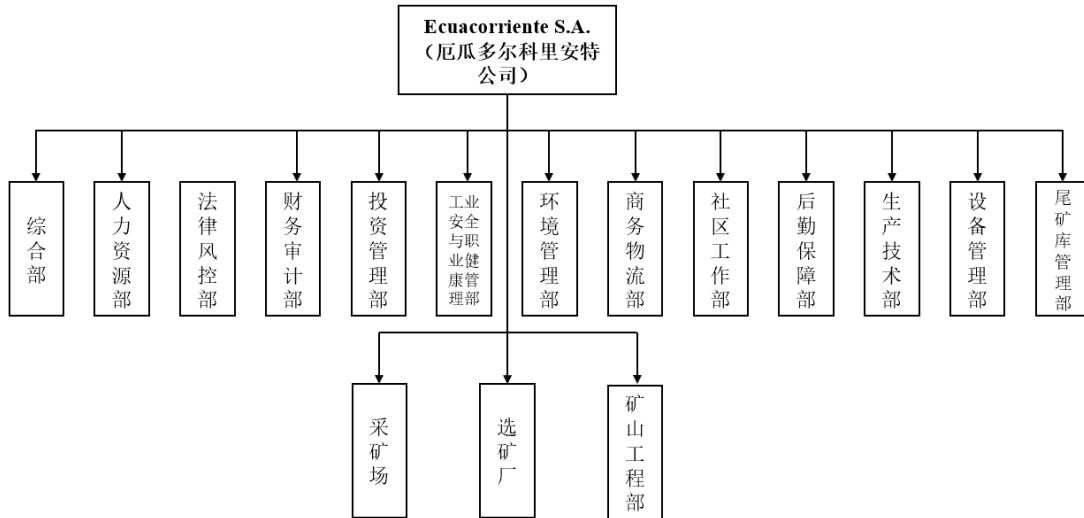 Ecuacorriente S.A.
（厄瓜多尔科里安特
公司）
综合部
人力资源部
法律风控部
财务审计部
投资管理部
工业安全与职业健康管理部
环境管理部
商务物流部
社区工作部
后勤保障部
生产技术部
设备管理部
尾矿库管理部
采矿场
选矿厂
矿山工程部